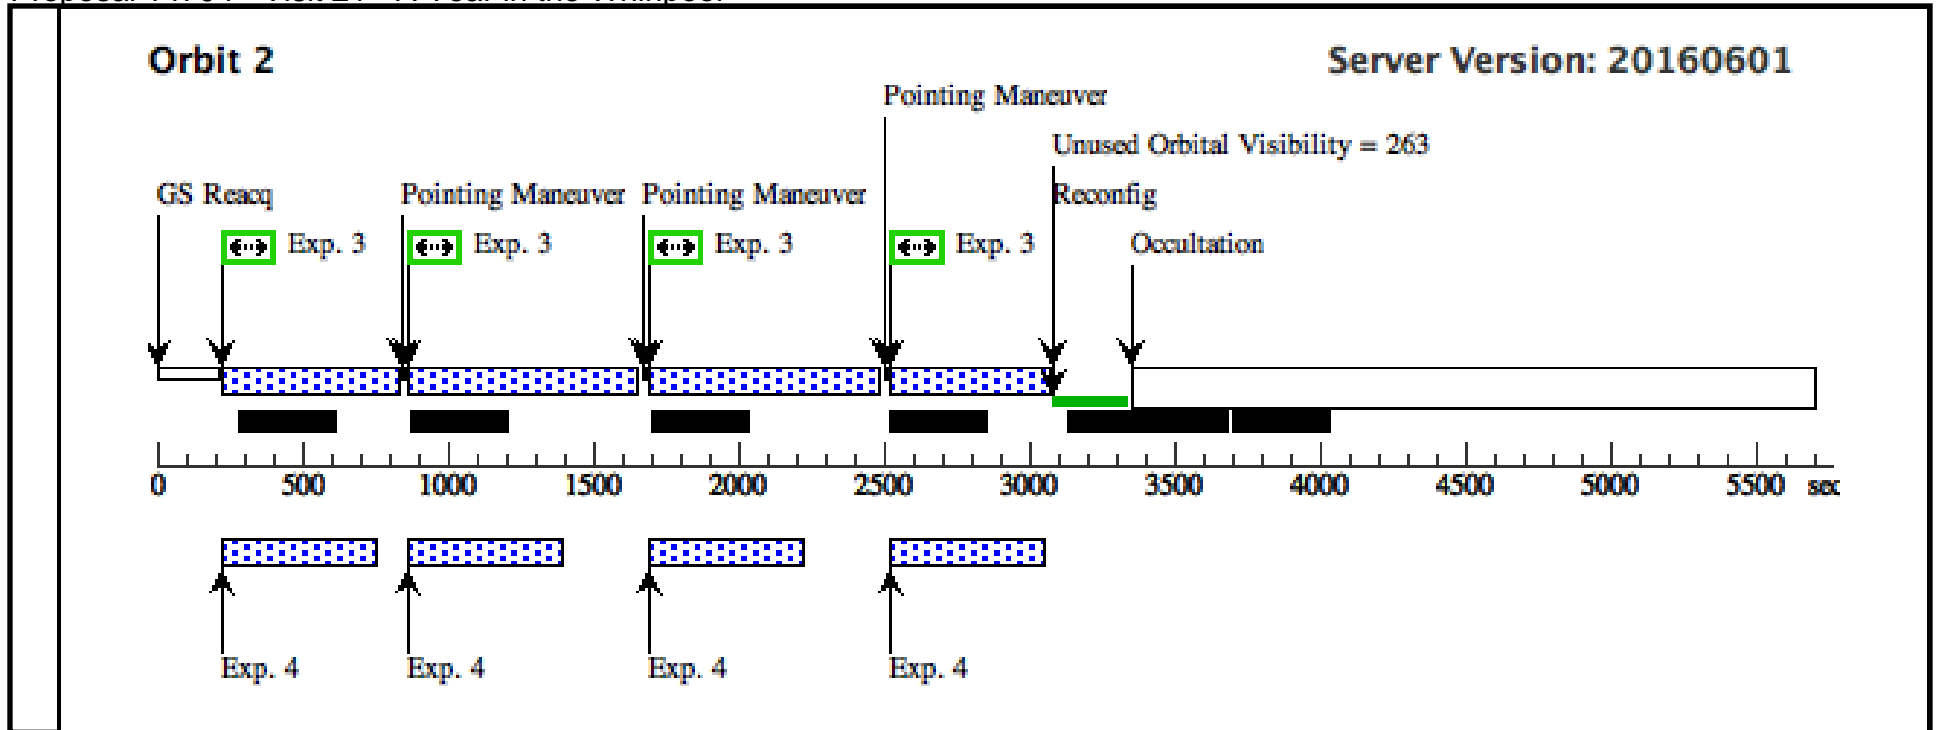 Orbit 2
Server Version: 20160601
Pointing Maneuver
Unused Orbital Visibility = 263
GS Reacq
Pointing Maneuver
Pointing Maneuver
Reconfig
Exp. 3
Exp. 3
Exp. 3
Exp. 3
Occultation
0 500 1000 1500 2000 2500 3000 3500 4000 4500 5000 5500 sec
Exp. 4
Exp. 4
Exp. 4
Exp. 4